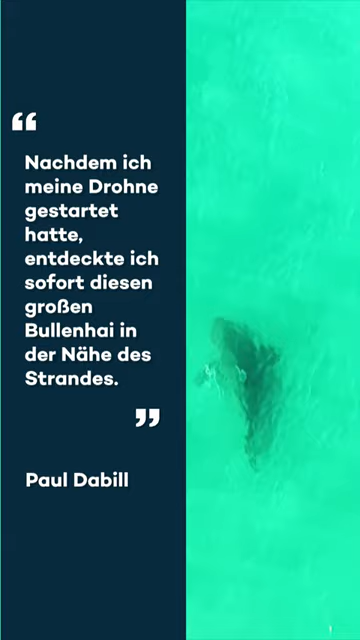 “
Nachdem ich
meine Drohne
gestartet
hatte,
entdeckte ich
sofort diesen
großen
Bullenhai in
der Nähe des
Strandes.
”
Paul Dabill